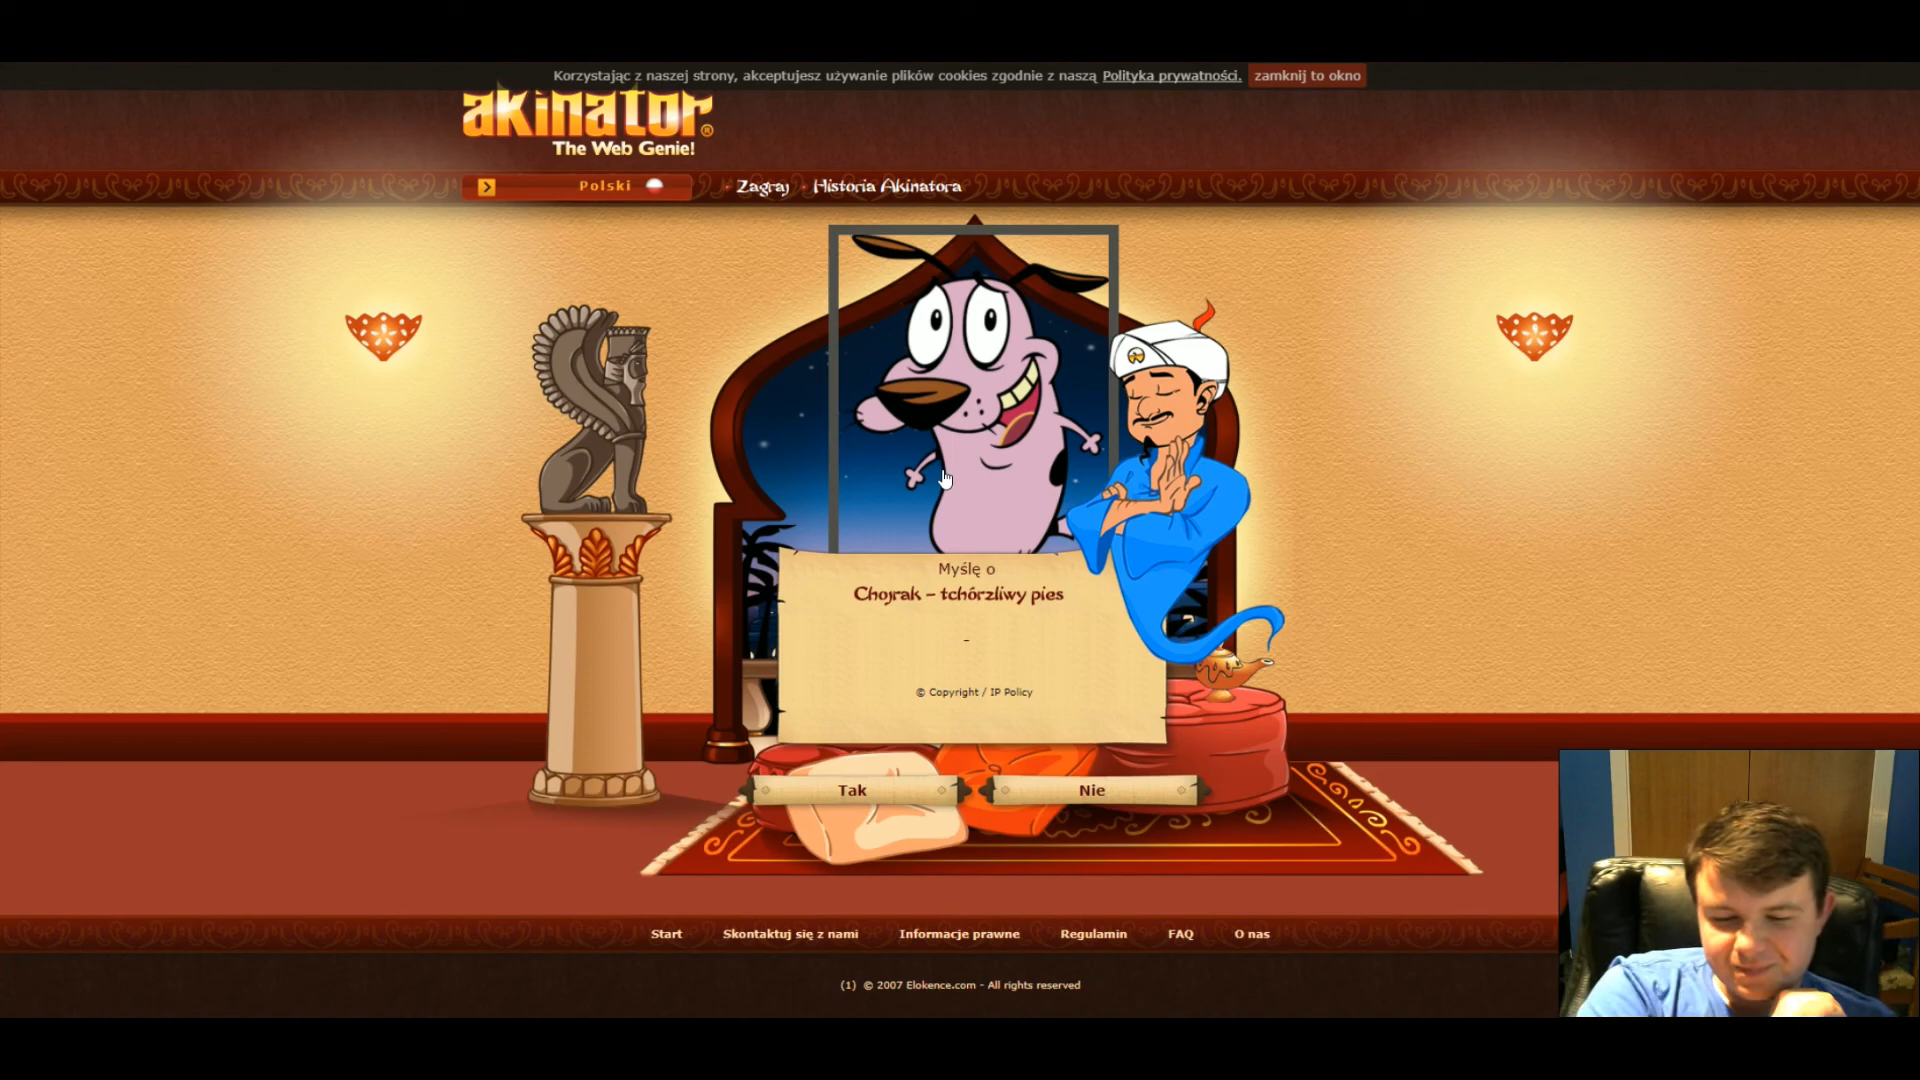 Korzystając z naszej strony, akceptujesz używanie plików cookies zgodnie z naszą Polityka prywatności. zamknij to okno
akinator®
The Web Genie!
Polski
Zagraj
Historia Akinatora
Myślę o
Chojrak – tchórzliwy pies
-
© Copyright / IP Policy
Tak
Nie
Start
Skontaktuj się z nami
Informacje prawne
Regulamin
FAQ
O nas
(1) © 2007 Elokence.com - All rights reserved